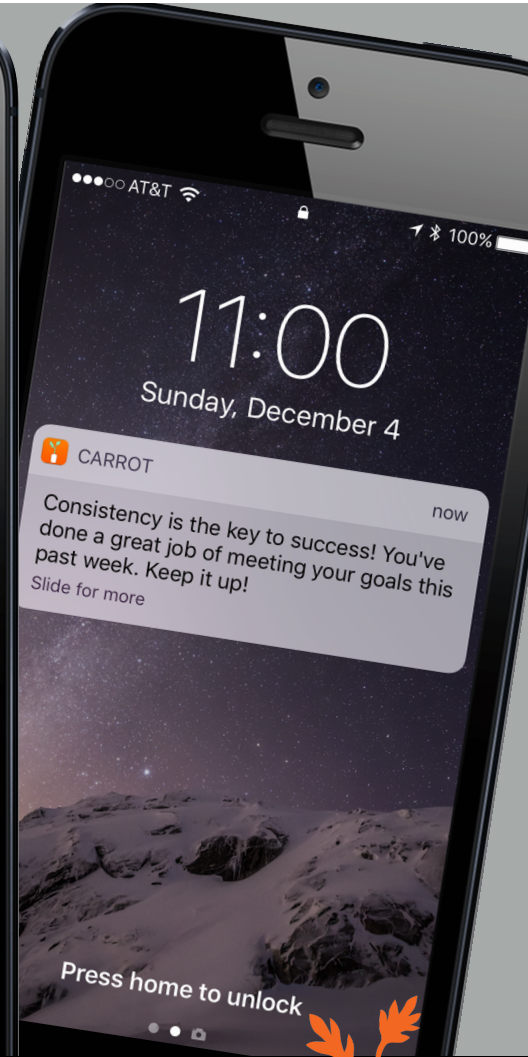 AT&T
100%
11:00
Sunday, December 4
CARROT
now
Consistency is the key to success! You've
done a great job of meeting your goals this
past week. Keep it up!
Slide for more
Press home to unlock